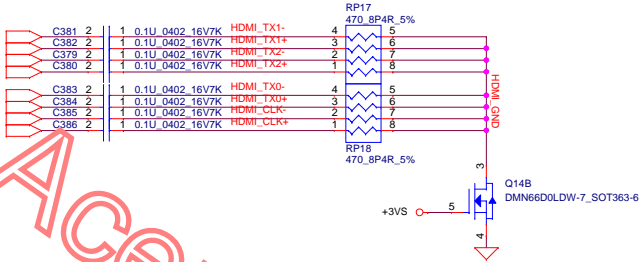 RP17
470_8P4R_5%
C381 2 1 0.1U_0402_16V7K HDMI_TX1- 4 5
C382 2 1 0.1U_0402_16V7K HDMI_TX1+ 3 6
C379 2 1 0.1U_0402_16V7K HDMI_TX2- 2 7
C380 2 1 0.1U_0402_16V7K HDMI_TX2+ 1 8
C383 2 1 0.1U_0402_16V7K HDMI_TX0- 4 5
C384 2 1 0.1U_0402_16V7K HDMI_TX0+ 3 6
C385 2 1 0.1U_0402_16V7K HDMI_CLK- 2 7
C386 2 1 0.1U_0402_16V7K HDMI_CLK+ 1 8
HDMI_GND
RP18
470_8P4R_5%
3
Q14B
DMN66D0LDW-7_SOT363-6
+3VS 5
4